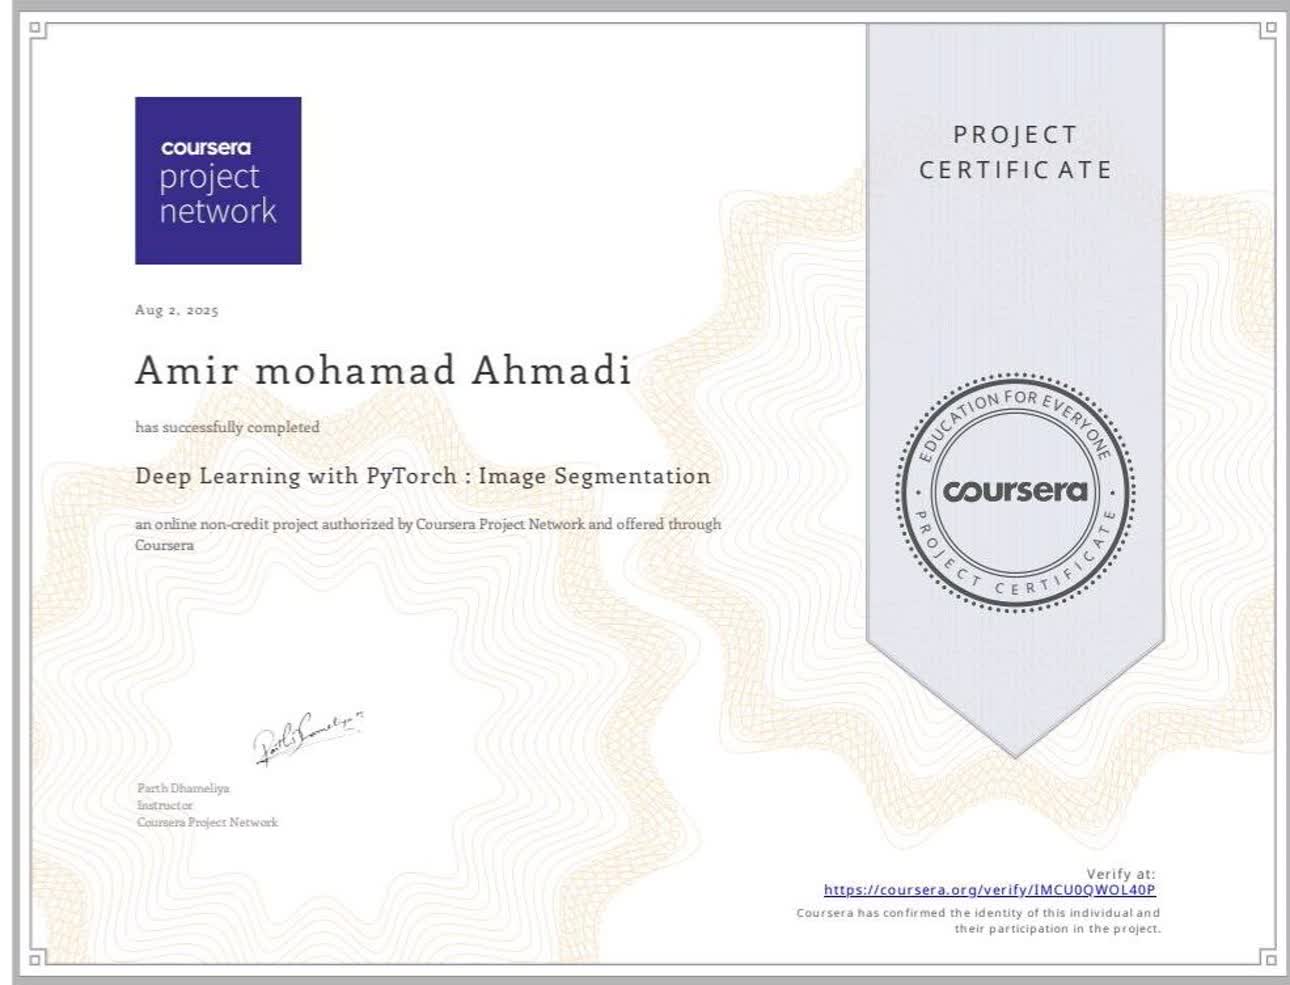 coursera
project
network
PROJECT
CERTIFICATE
Aug 2, 2025
Amir mohamad Ahmadi
has successfully completed
Deep Learning with PyTorch : Image Segmentation
an online non-credit project authorized by Coursera Project Network and offered through
Coursera
EDUCATION FOR EVERYONE
coursera
PROJECT CERTIFICATE
Parth Dhameliya
Parth Dhameliya
Instructor
Coursera Project Network
Verify at:
https://coursera.org/verify/IMCU0QWOL40P
Coursera has confirmed the identity of this individual and
their participation in the project.